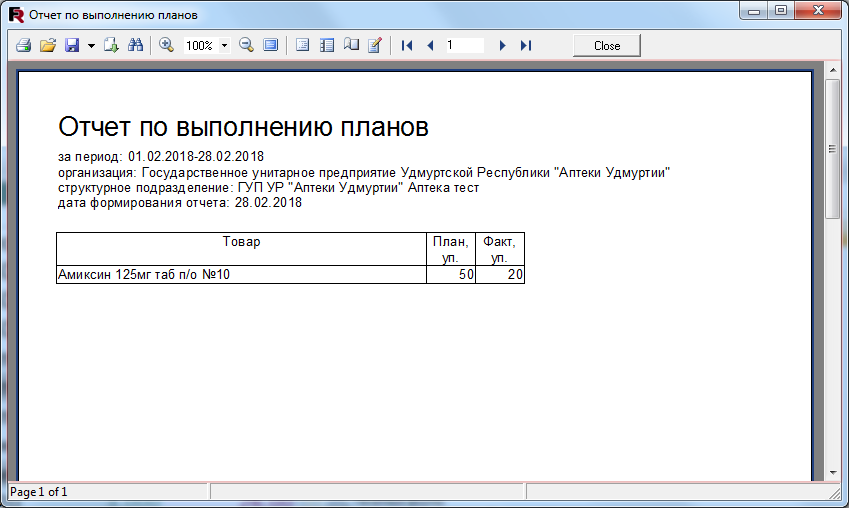 Отчет по выполнению планов
100%
1
Close
Отчет по выполнению планов
за период: 01.02.2018-28.02.2018
организация: Государственное унитарное предприятие Удмуртской Республики "Аптеки Удмуртии"
структурное подразделение: ГУП УР "Аптеки Удмуртии" Аптека тест
дата формирования отчета: 28.02.2018
Товар План, Факт,
уп. уп.
Амиксин 125мг таб п/о №10 50 20
Page 1 of 1